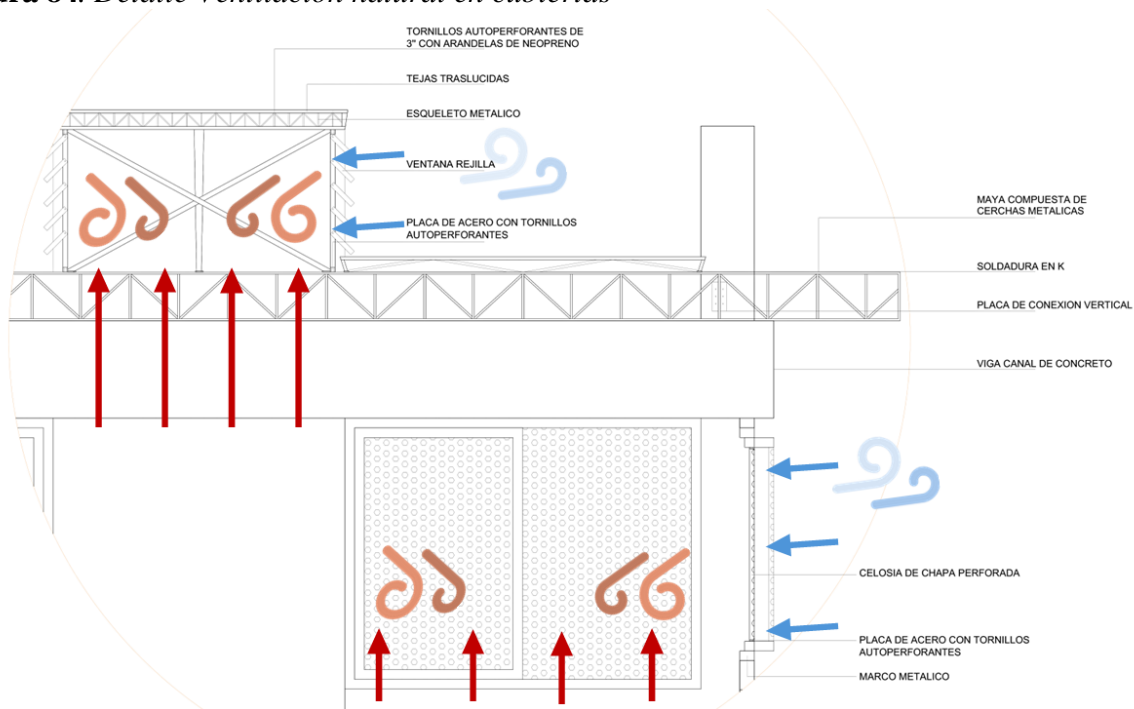 TORNILLOS AUTOPERFORANTES DE
3" CON ARANDELAS DE NEOPRENO
TEJAS TRASLUCIDAS
ESQUELETO METALICO
VENTANA REJILLA
PLACA DE ACERO CON TORNILLOS
AUTOPERFORANTES
MAYA COMPUESTA DE
CERCHAS METALICAS
SOLDADURA EN K
PLACA DE CONEXION VERTICAL
VIGA CANAL DE CONCRETO
CELOSIA DE CHAPA PERFORADA
PLACA DE ACERO CON TORNILLOS
AUTOPERFORANTES
MARCO METALICO